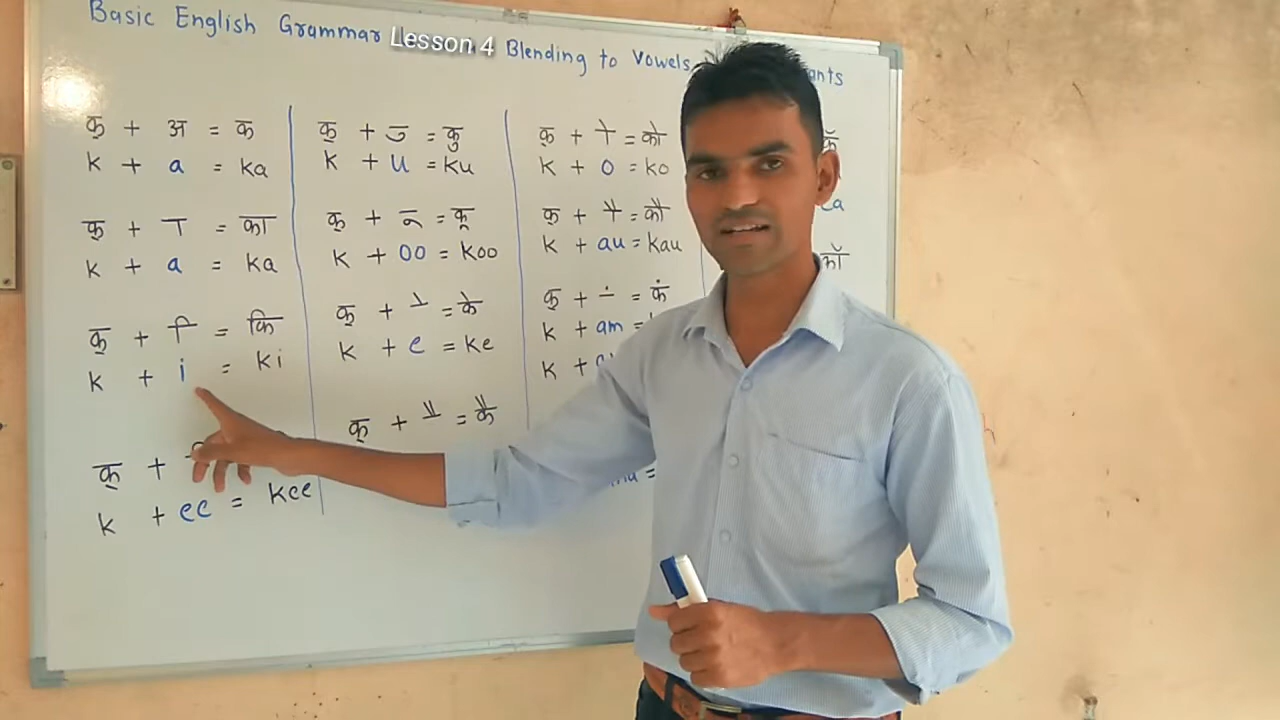 Basic English Grammar Lesson 4 Blending to Vowels
क् + अ = क
k + a = ka
क् + ा = का
k + a = ka
क् + ि = कि
k + i = ki
क् +
k + ee = kee
क् + ु = कु
k + u = ku
क् + ू = कू
k + oo = koo
क् + े = के
k + e = ke
क् + ै = कै
क् + ो = को
k + o = ko
क् + ौ = कौ
k + au = kau
क् + ं = कं
k + am =
k +
कॉ